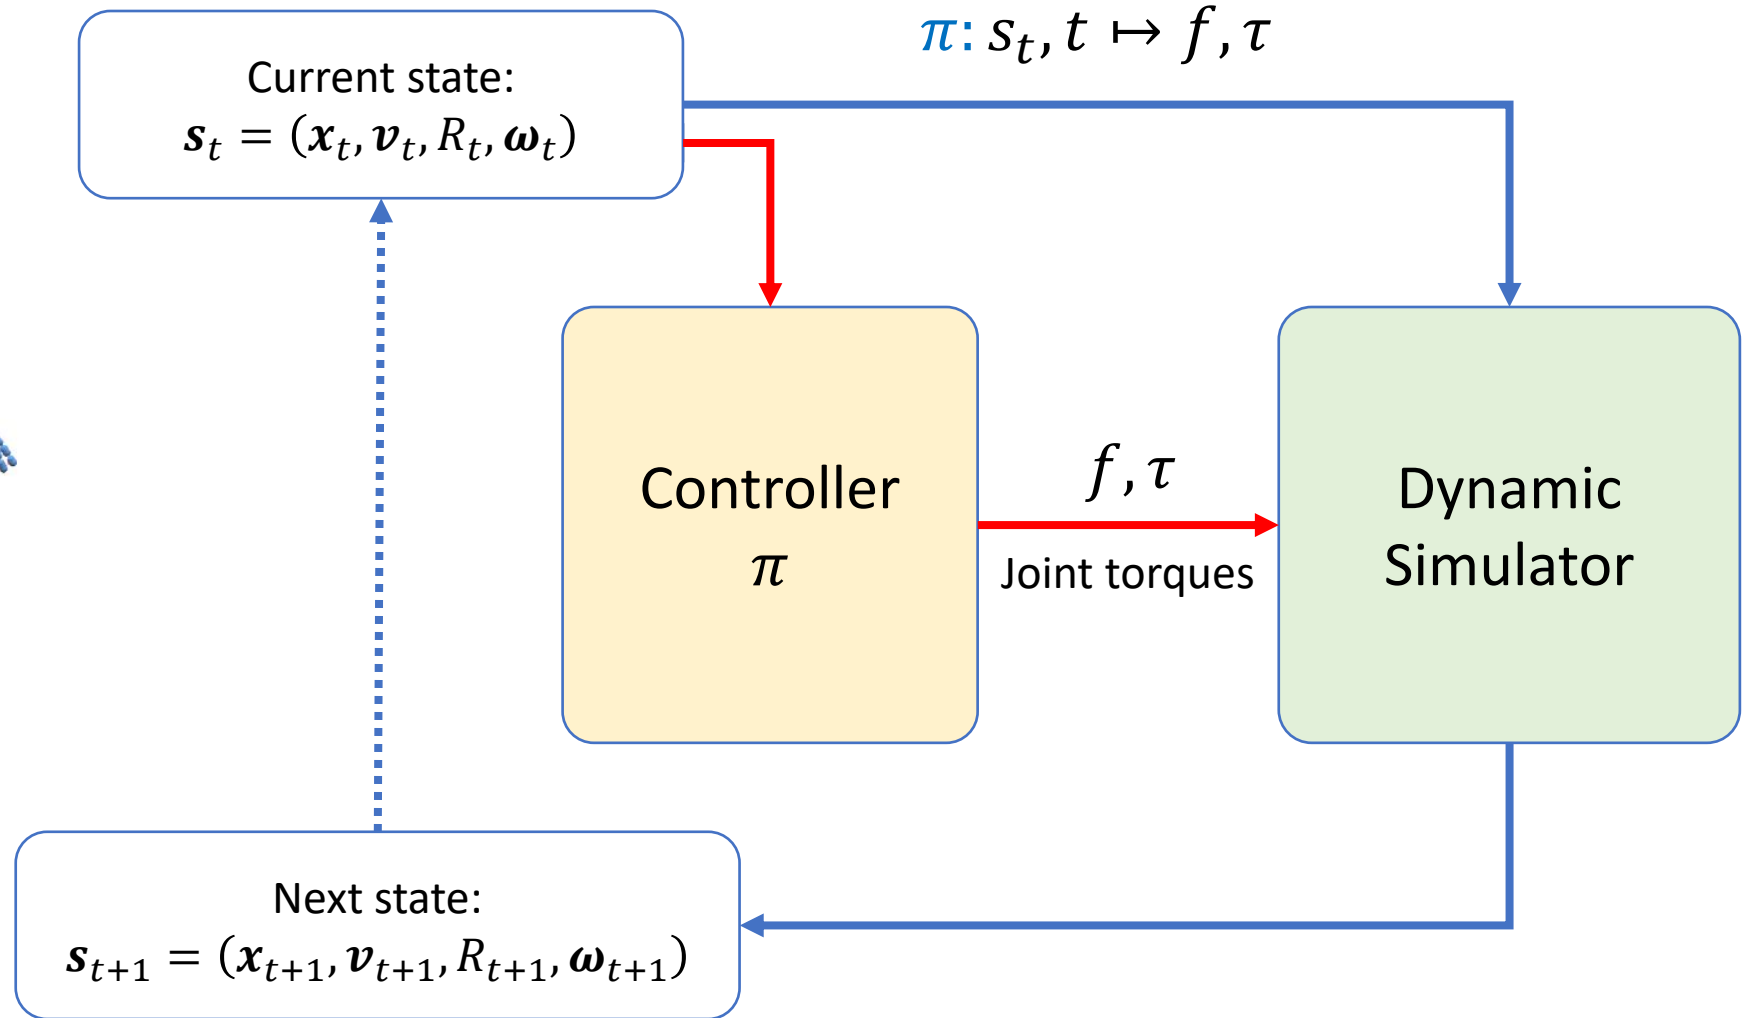 π: s_t, t ↦ f, τ
Current state:
s_t = (x_t, v_t, R_t, ω_t)
Controller
π
f, τ
Joint torques
Dynamic
Simulator
Next state:
s_{t+1} = (x_{t+1}, v_{t+1}, R_{t+1}, ω_{t+1})